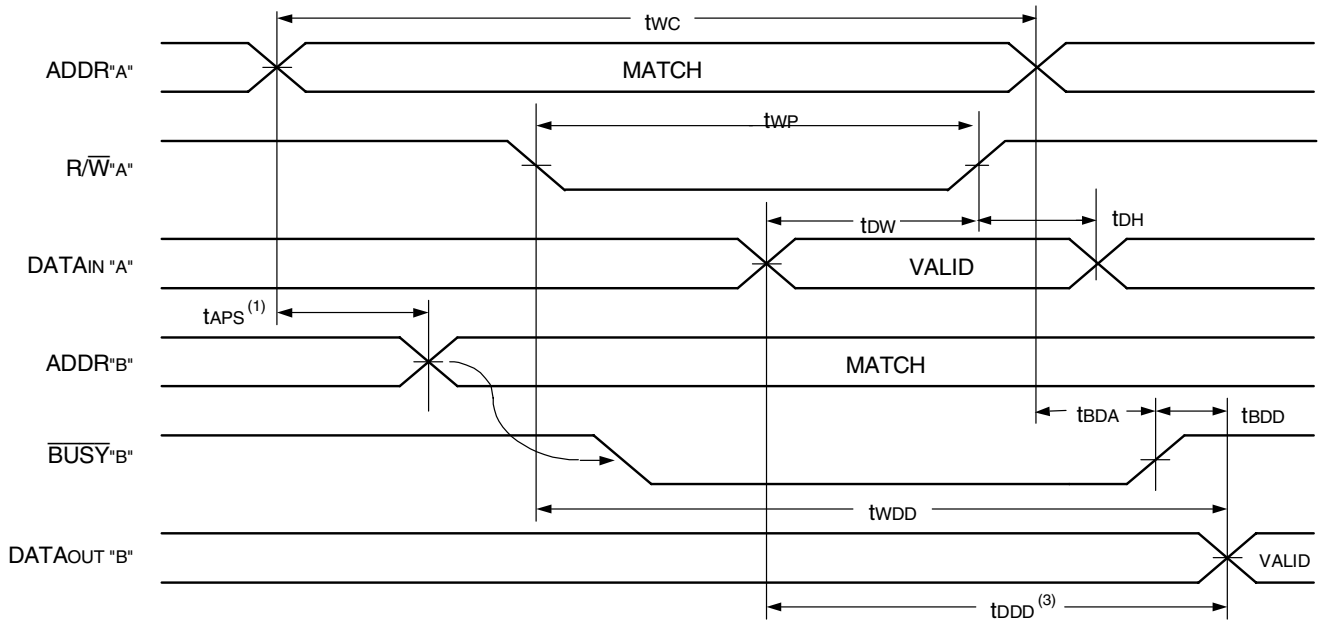 tWC
ADDR"A"
MATCH
tWP
R/W̅"A"
tDW
tDH
DATAIN "A"
VALID
tAPS (1)
ADDR"B"
MATCH
tBDA
tBDD
B̅U̅S̅Y̅"B"
tWDD
DATAOUT "B"
VALID
tDDD (3)